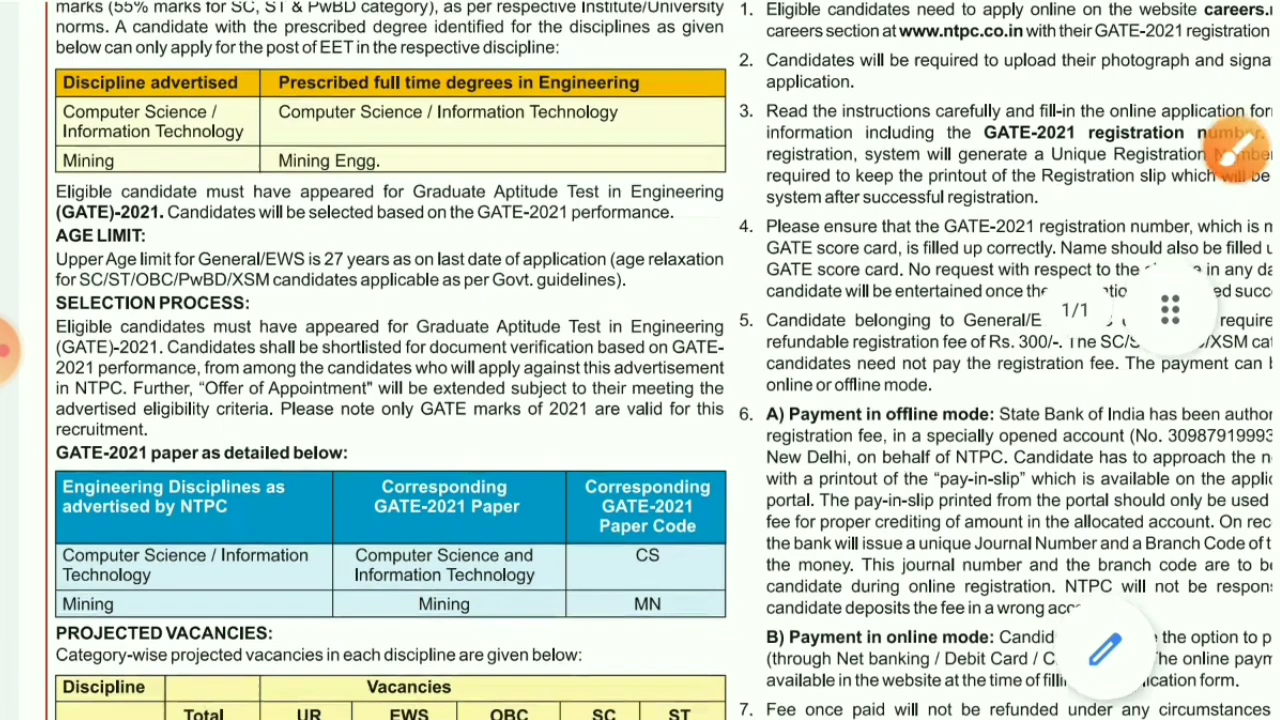 marks (55% marks for SC, ST & PwBD category), as per respective Institute/University
norms. A candidate with the prescribed degree identified for the disciplines as given
below can only apply for the post of EET in the respective discipline:
Discipline advertised
Prescribed full time degrees in Engineering
Computer Science /
Information Technology
Computer Science / Information Technology
Mining
Mining Engg.
Eligible candidate must have appeared for Graduate Aptitude Test in Engineering
(GATE)-2021. Candidates will be selected based on the GATE-2021 performance.
AGE LIMIT:
Upper Age limit for General/EWS is 27 years as on last date of application (age relaxation
for SC/ST/OBC/PwBD/XSM candidates applicable as per Govt. guidelines).
SELECTION PROCESS:
Eligible candidates must have appeared for Graduate Aptitude Test in Engineering
(GATE)-2021. Candidates shall be shortlisted for document verification based on GATE-
2021 performance, from among the candidates who will apply against this advertisement
in NTPC. Further, “Offer of Appointment” will be extended subject to their meeting the
advertised eligibility criteria. Please note only GATE marks of 2021 are valid for this
recruitment.
GATE-2021 paper as detailed below:
Engineering Disciplines as
advertised by NTPC
Corresponding
GATE-2021 Paper
Corresponding
GATE-2021
Paper Code
Computer Science / Information
Technology
Computer Science and
Information Technology
CS
Mining
Mining
MN
PROJECTED VACANCIES:
Category-wise projected vacancies in each discipline are given below:
Discipline
Vacancies
Total
UR
EWS
OBC
SC
ST
1. Eligible candidates need to apply online on the website careers.
careers section at www.ntpc.co.in with their GATE-2021 registration
2. Candidates will be required to upload their photograph and
application.
3. Read the instructions carefully and fill-in the online application
information including the GATE-2021 registration number.
registration, system will generate a Unique Registration
required to keep the printout of the Registration slip which will be
system after successful registration.
4. Please ensure that the GATE-2021 registration number, which is
GATE score card, is filled up correctly. Name should also be filled
GATE score card. No request with respect to the in any
candidate will be entertained once
1/1
5. Candidate belonging to
refundable registration fee of Rs. 300/-. The /XSM
candidates need not pay the registration fee. The payment can
online or offline mode.
6. A) Payment in offline mode: State Bank of India has been
registration fee, in a specially opened account (No. 30987919993
New Delhi, on behalf of NTPC. Candidate has to approach the
with a printout of the “pay-in-slip” which is available on the
portal. The pay-in-slip printed from the portal should only be used
fee for proper crediting of amount in the allocated account. On
the bank will issue a unique Journal Number and a Branch Code of
the money. This journal number and the branch code are to
candidate during online registration. NTPC will not be
candidate deposits the fee in a wrong
B) Payment in online mode: the option to
(through Net banking / Debit Card / The online
available in the website at the time of form.
7. Fee once paid will not be refunded under any circumstances